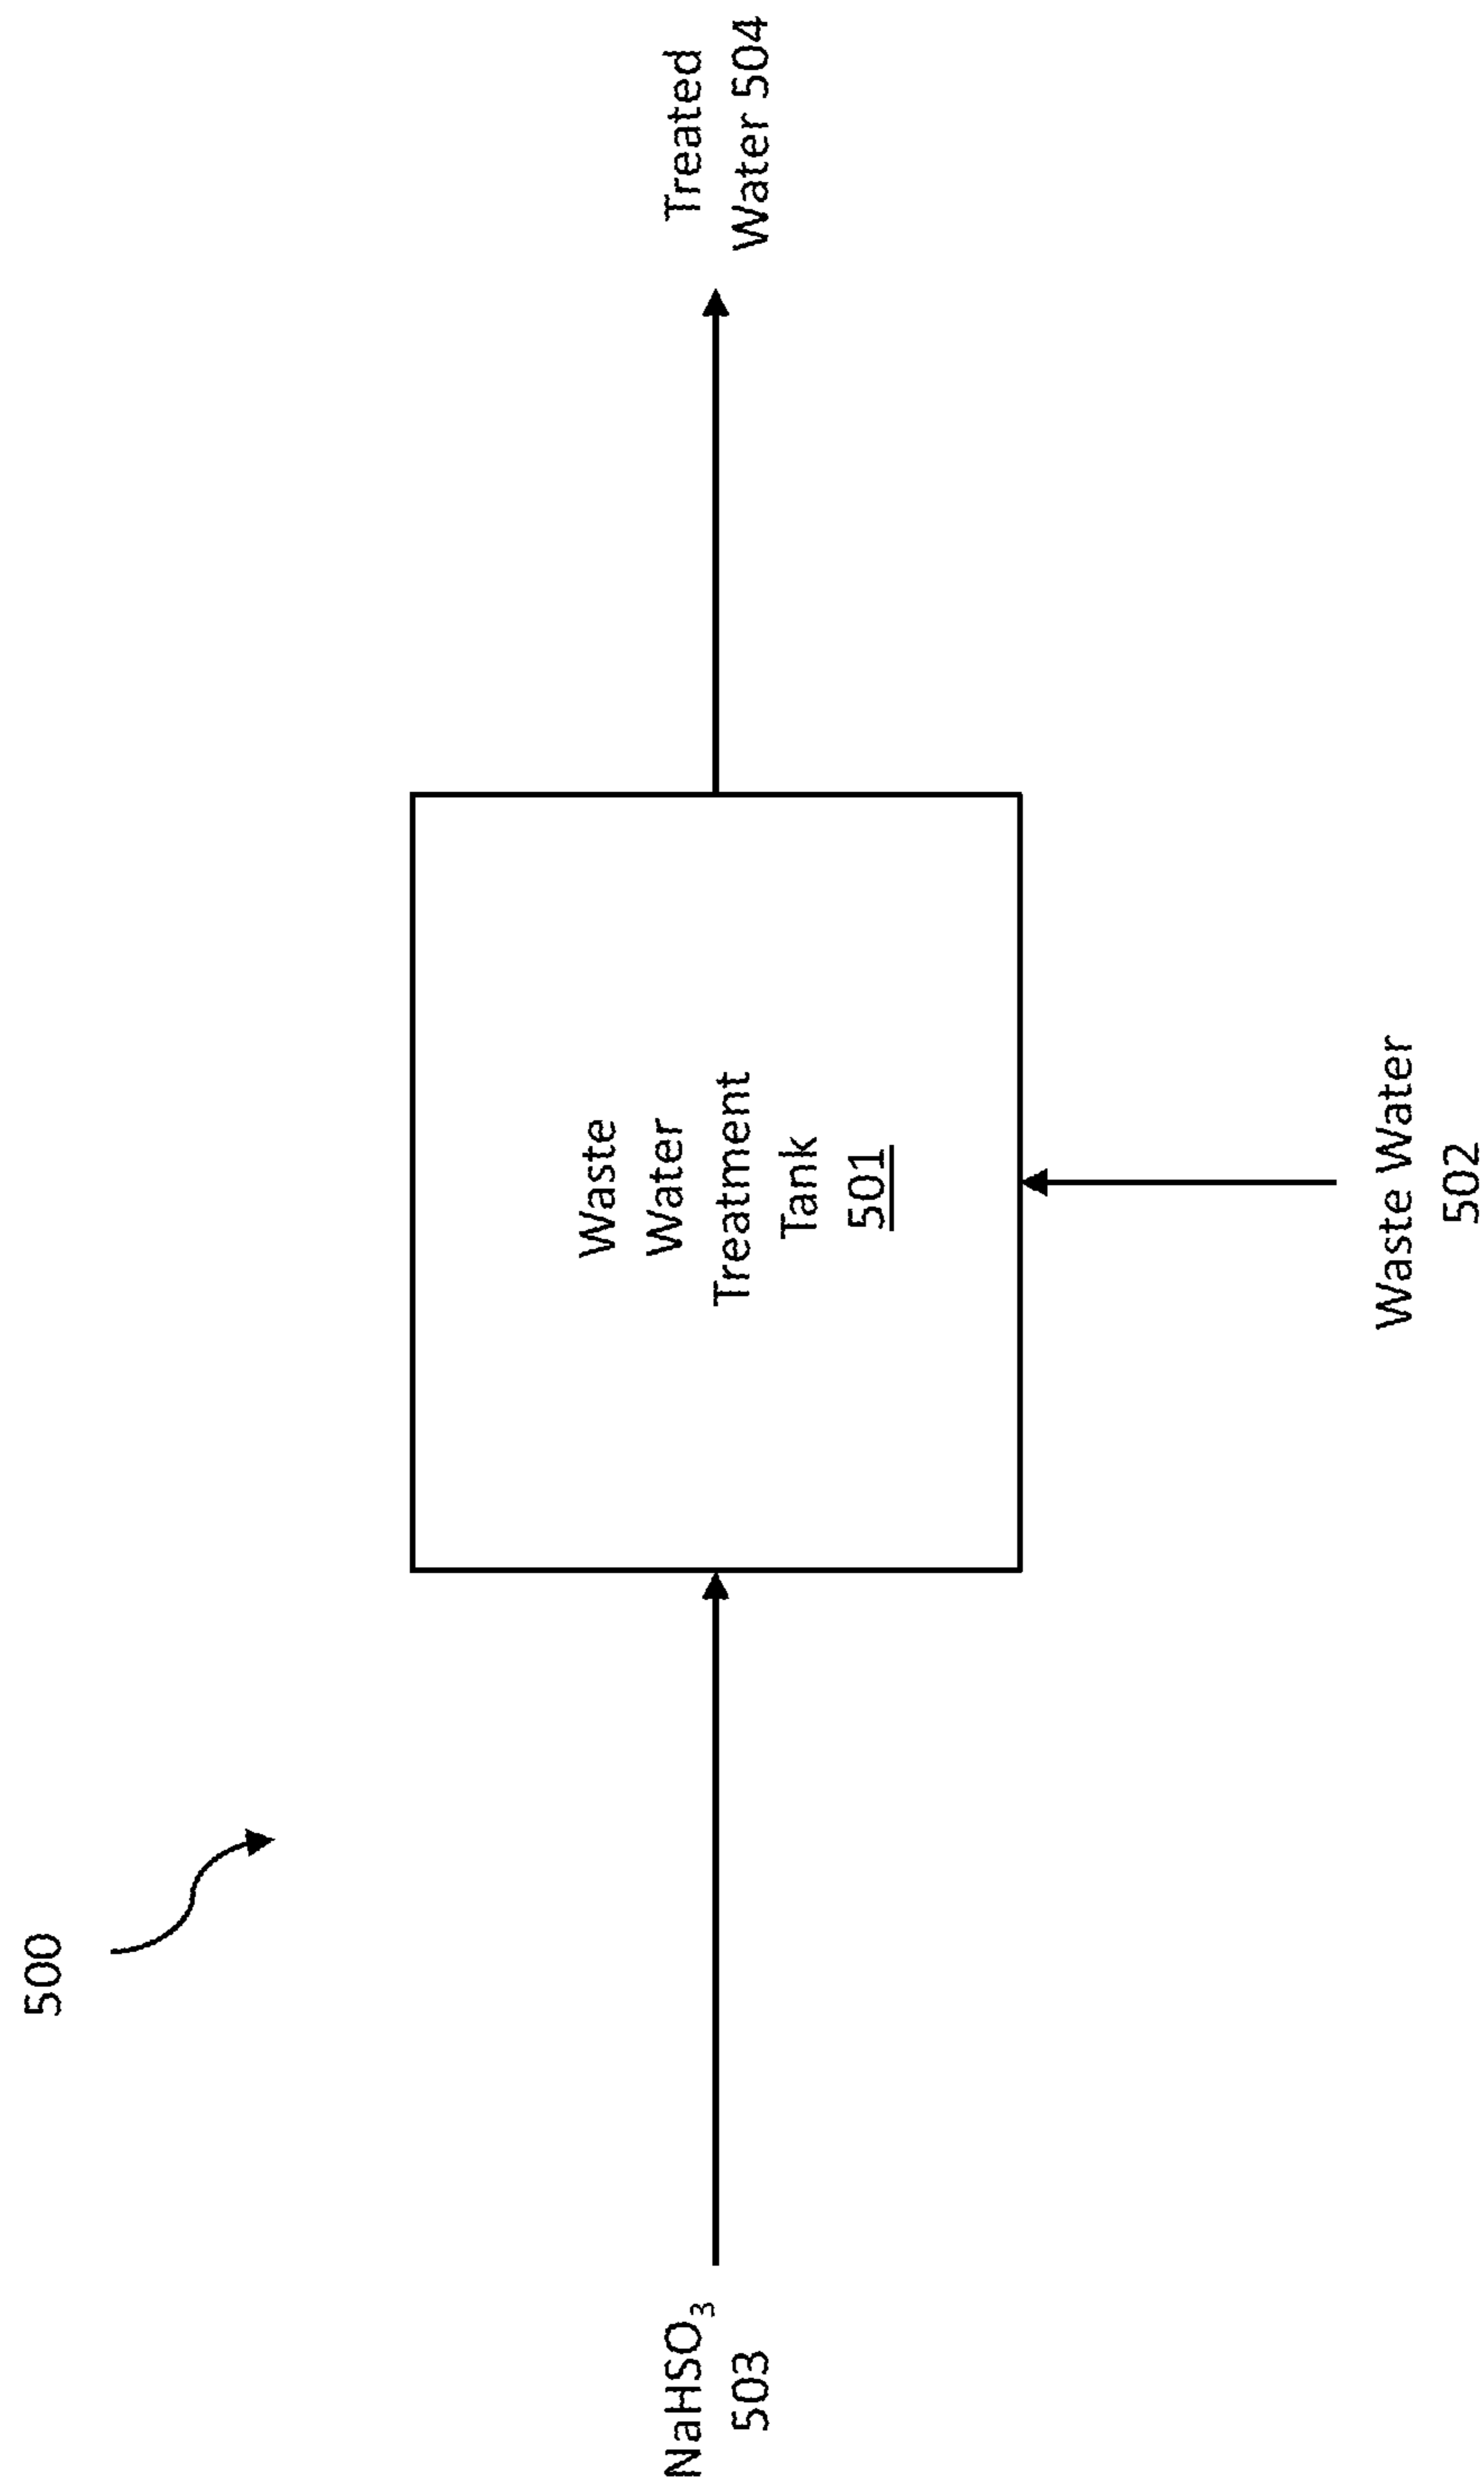 500
NaHSO₃
503
Waste
Water
Treatment
Tank
501
Treated
Water 504
Waste Water
502